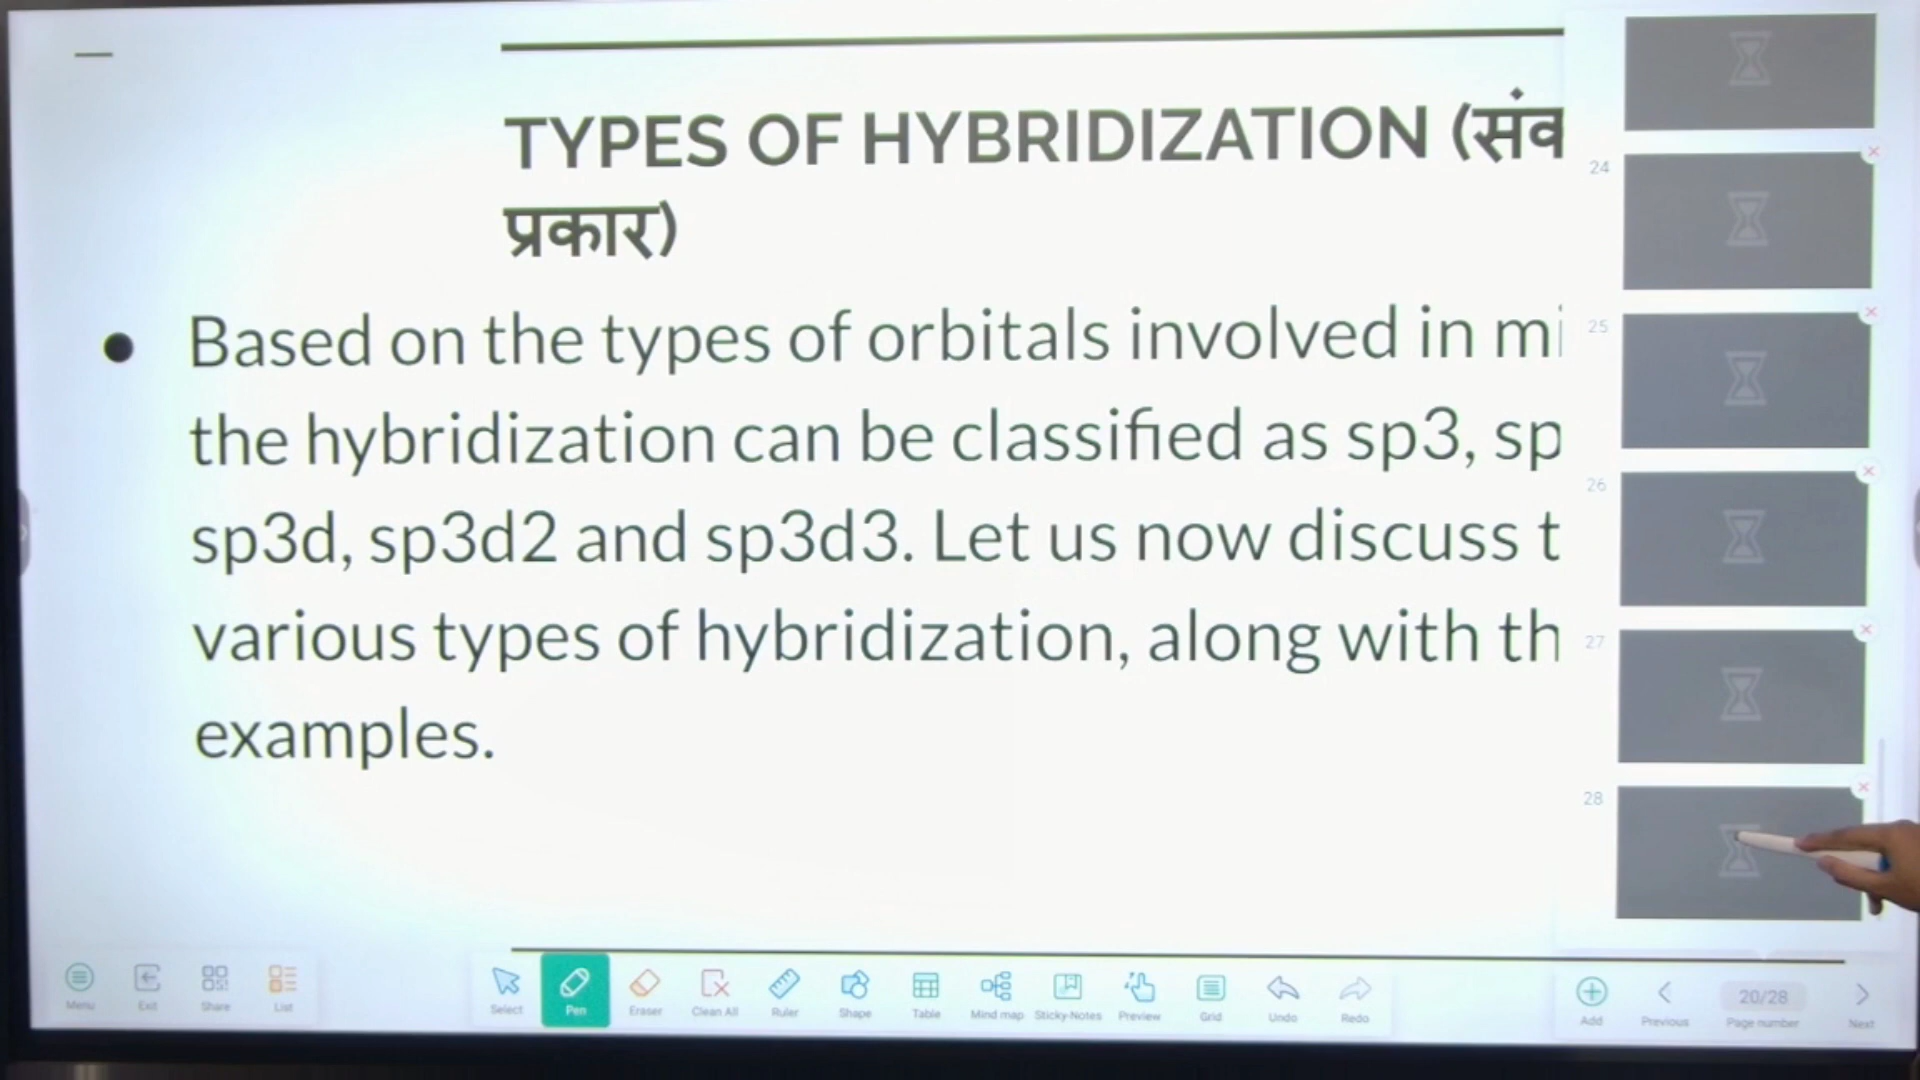 TYPES OF HYBRIDIZATION (संक
प्रकार)
Based on the types of orbitals involved in mi
the hybridization can be classified as sp3, sp
sp3d, sp3d2 and sp3d3. Let us now discuss t
various types of hybridization, along with th
examples.
24
25
26
27
28
Menu Exit Share List Select Pen Eraser Clean All Ruler Shape Table Mind map Sticky-Notes Preview Grid Undo Redo Add Previous 20/28 Page number Next